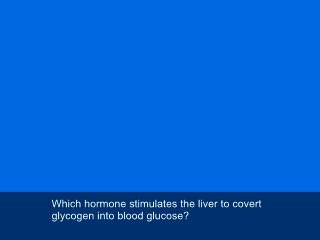 Which hormone stimulates the liver to covert
glycogen into blood glucose?